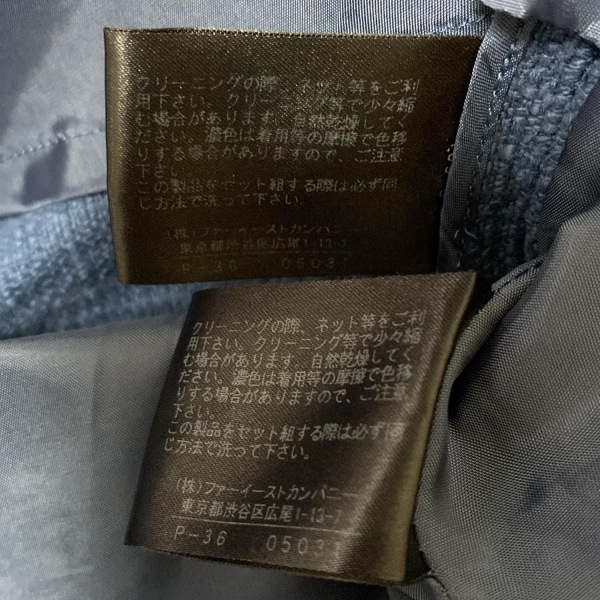 クリーニングの際、ネット等をご利
用下さい。クリーニング等で少々縮
む場合があります。自然乾燥してく
ださい。濃色は着用等の摩擦で色移
りする場合がありますので、ご注意
下さい。
この製品をセット組する際は必ず同
じ方法で洗って下さい。
(株)ファーイーストカンパニー
東京都渋谷区広尾1-13-7
P-36 05031
クリーニングの際、ネット等をご利
用下さい。クリーニング等で少々縮
む場合があります。自然乾燥してく
ださい。濃色は着用等の摩擦で色移
りする場合がありますので、ご注意
下さい。
この製品をセット組する際は必ず同
じ方法で洗って下さい。
(株)ファーイーストカンパニー
東京都渋谷区広尾1-13-7
P-36 05031